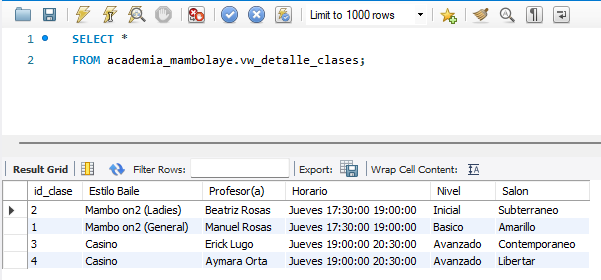 Limit to 1000 rows
1 SELECT *
2 FROM academia_mambolaye.vw_detalle_clases;
Result Grid Filter Rows: Export: Wrap Cell Content:
id_clase Estilo Baile Profesor(a) Horario Nivel Salon
2 Mambo on2 (Ladies) Beatriz Rosas Jueves 17:30:00 19:00:00 Inicial Subterraneo
1 Mambo on2 (General) Manuel Rosas Jueves 17:30:00 19:00:00 Basico Amarillo
3 Casino Erick Lugo Jueves 19:00:00 20:30:00 Avanzado Contemporaneo
4 Casino Aymara Orta Jueves 19:00:00 20:30:00 Avanzado Libertar